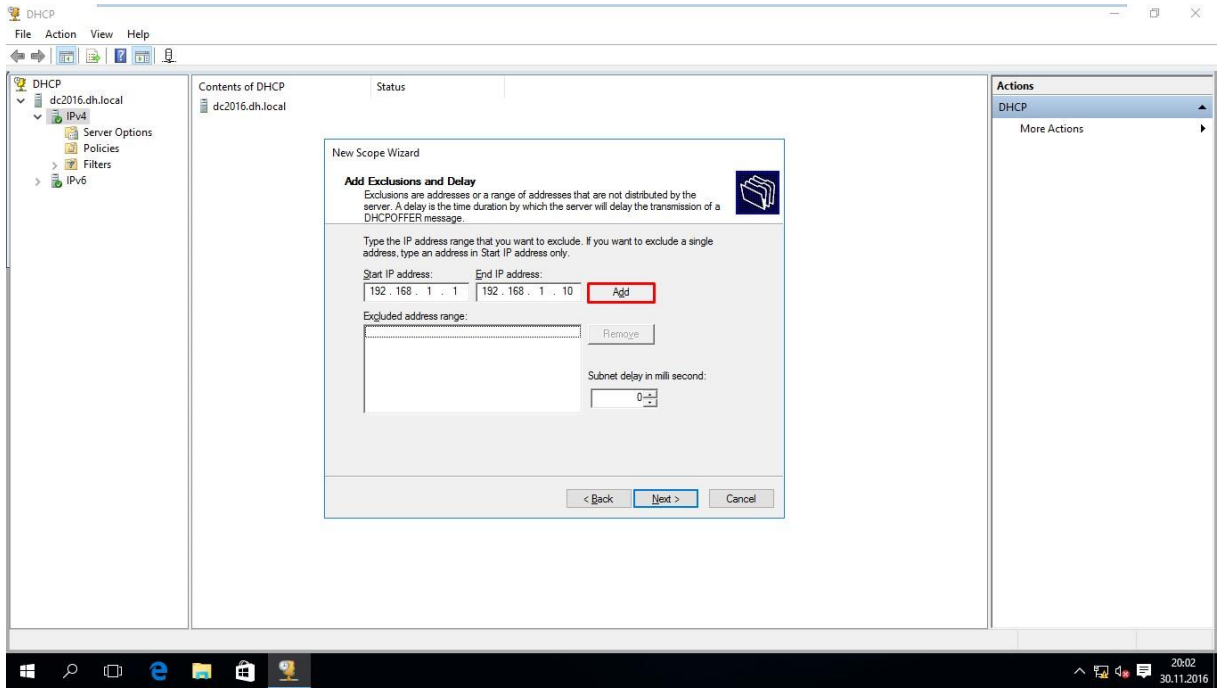 DHCP
File Action View Help
DHCP
dc2016.dh.local
IPv4
Server Options
Policies
Filters
IPv6
Contents of DHCP Status
dc2016.dh.local
Actions
DHCP
More Actions
New Scope Wizard
Add Exclusions and Delay
Exclusions are addresses or a range of addresses that are not distributed by the
server. A delay is the time duration by which the server will delay the transmission of a
DHCPOFFER message.
Type the IP address range that you want to exclude. If you want to exclude a single
address, type an address in Start IP address only.
Start IP address: End IP address:
192 . 168 . 1 . 1 192 . 168 . 1 . 10 Add
Excluded address range:
Remove
Subnet delay in milli second:
0
< Back Next > Cancel
20:02
30.11.2016